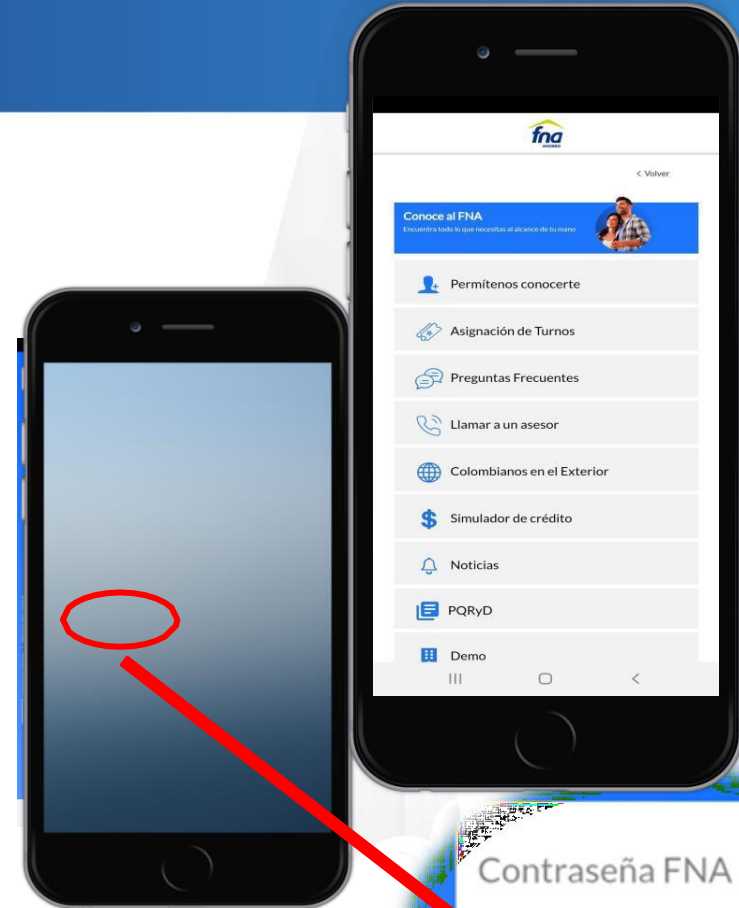 fna
AHORRO
< Volver
Conoce al FNA
Encuentra todo lo que necesitas al alcance de tu mano
Permítenos conocerte
Asignación de Turnos
Preguntas Frecuentes
Llamar a un asesor
Colombianos en el Exterior
Simulador de crédito
Noticias
PQRyD
Demo
Contraseña FNA